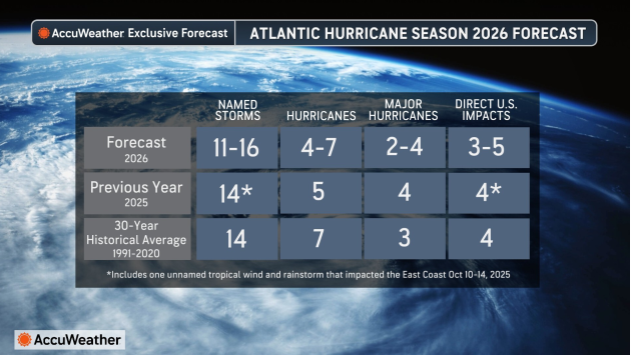 AccuWeather Exclusive Forecast
ATLANTIC HURRICANE SEASON 2026 FORECAST
NAMED STORMS
HURRICANES
MAJOR HURRICANES
DIRECT U.S. IMPACTS
Forecast
2026
11-16
4-7
2-4
3-5
Previous Year
2025
14*
5
4
4*
30-Year
Historical Average
1991-2020
14
7
3
4
*Includes one unnamed tropical wind and rainstorm that impacted the East Coast Oct 10-14, 2025
AccuWeather